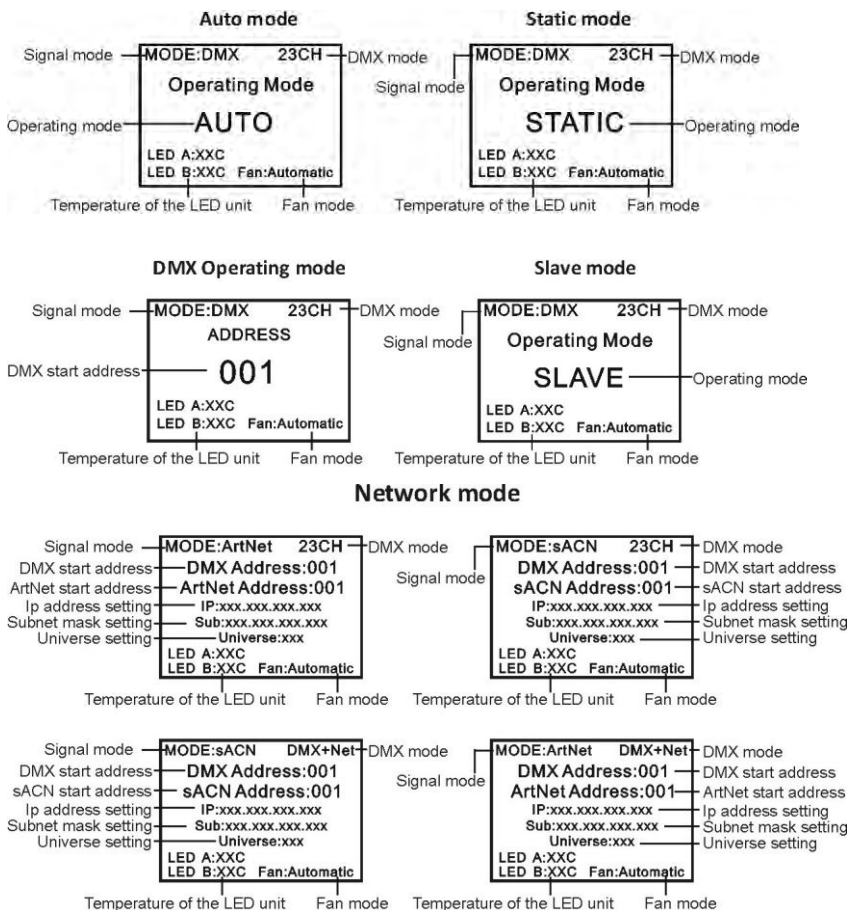 Auto mode
Static mode
Signal mode MODE:DMX 23CH DMX mode
Operating Mode
Operating mode AUTO
LED A:XXC
LED B:XXC Fan:Automatic
Temperature of the LED unit Fan mode
Signal mode MODE:DMX 23CH DMX mode
Operating Mode
STATIC Operating mode
LED A:XXC
LED B:XXC Fan:Automatic
Temperature of the LED unit Fan mode
DMX Operating mode
Slave mode
Signal mode MODE:DMX 23CH DMX mode
ADDRESS
DMX start address 001
LED A:XXC
LED B:XXC Fan:Automatic
Temperature of the LED unit Fan mode
Signal mode MODE:DMX 23CH DMX mode
Operating Mode
SLAVE Operating mode
LED A:XXC
LED B:XXC Fan:Automatic
Temperature of the LED unit Fan mode
Network mode
Signal mode MODE:ArtNet 23CH DMX mode
DMX start address DMX Address:001
ArtNet start address ArtNet Address:001
Ip address setting IP:xxx.xxx.xxx.xxx
Subnet mask setting Sub:xxx.xxx.xxx.xxx
Universe setting Universe:xxx
LED A:XXC
LED B:XXC Fan:Automatic
Temperature of the LED unit Fan mode
Signal mode MODE:sACN 23CH DMX mode
DMX Address:001 DMX start address
sACN Address:001 sACN start address
IP:xxx.xxx.xxx.xxx Ip address setting
Sub:xxx.xxx.xxx.xxx Subnet mask setting
Universe:xxx Universe setting
LED A:XXC
LED B:XXC Fan:Automatic
Temperature of the LED unit Fan mode
Signal mode MODE:sACN DMX+Net DMX mode
DMX start address DMX Address:001
sACN start address sACN Address:001
Ip address setting IP:xxx.xxx.xxx.xxx
Subnet mask setting Sub:xxx.xxx.xxx.xxx
Universe setting Universe:xxx
LED A:XXC
LED B:XXC Fan:Automatic
Temperature of the LED unit Fan mode
Signal mode MODE:ArtNet DMX+Net DMX mode
DMX Address:001 DMX start address
ArtNet Address:001 ArtNet start address
IP:xxx.xxx.xxx.xxx Ip address setting
Sub:xxx.xxx.xxx.xxx Subnet mask setting
Universe:xxx Universe setting
LED A:XXC
LED B:XXC Fan:Automatic
Temperature of the LED unit Fan mode